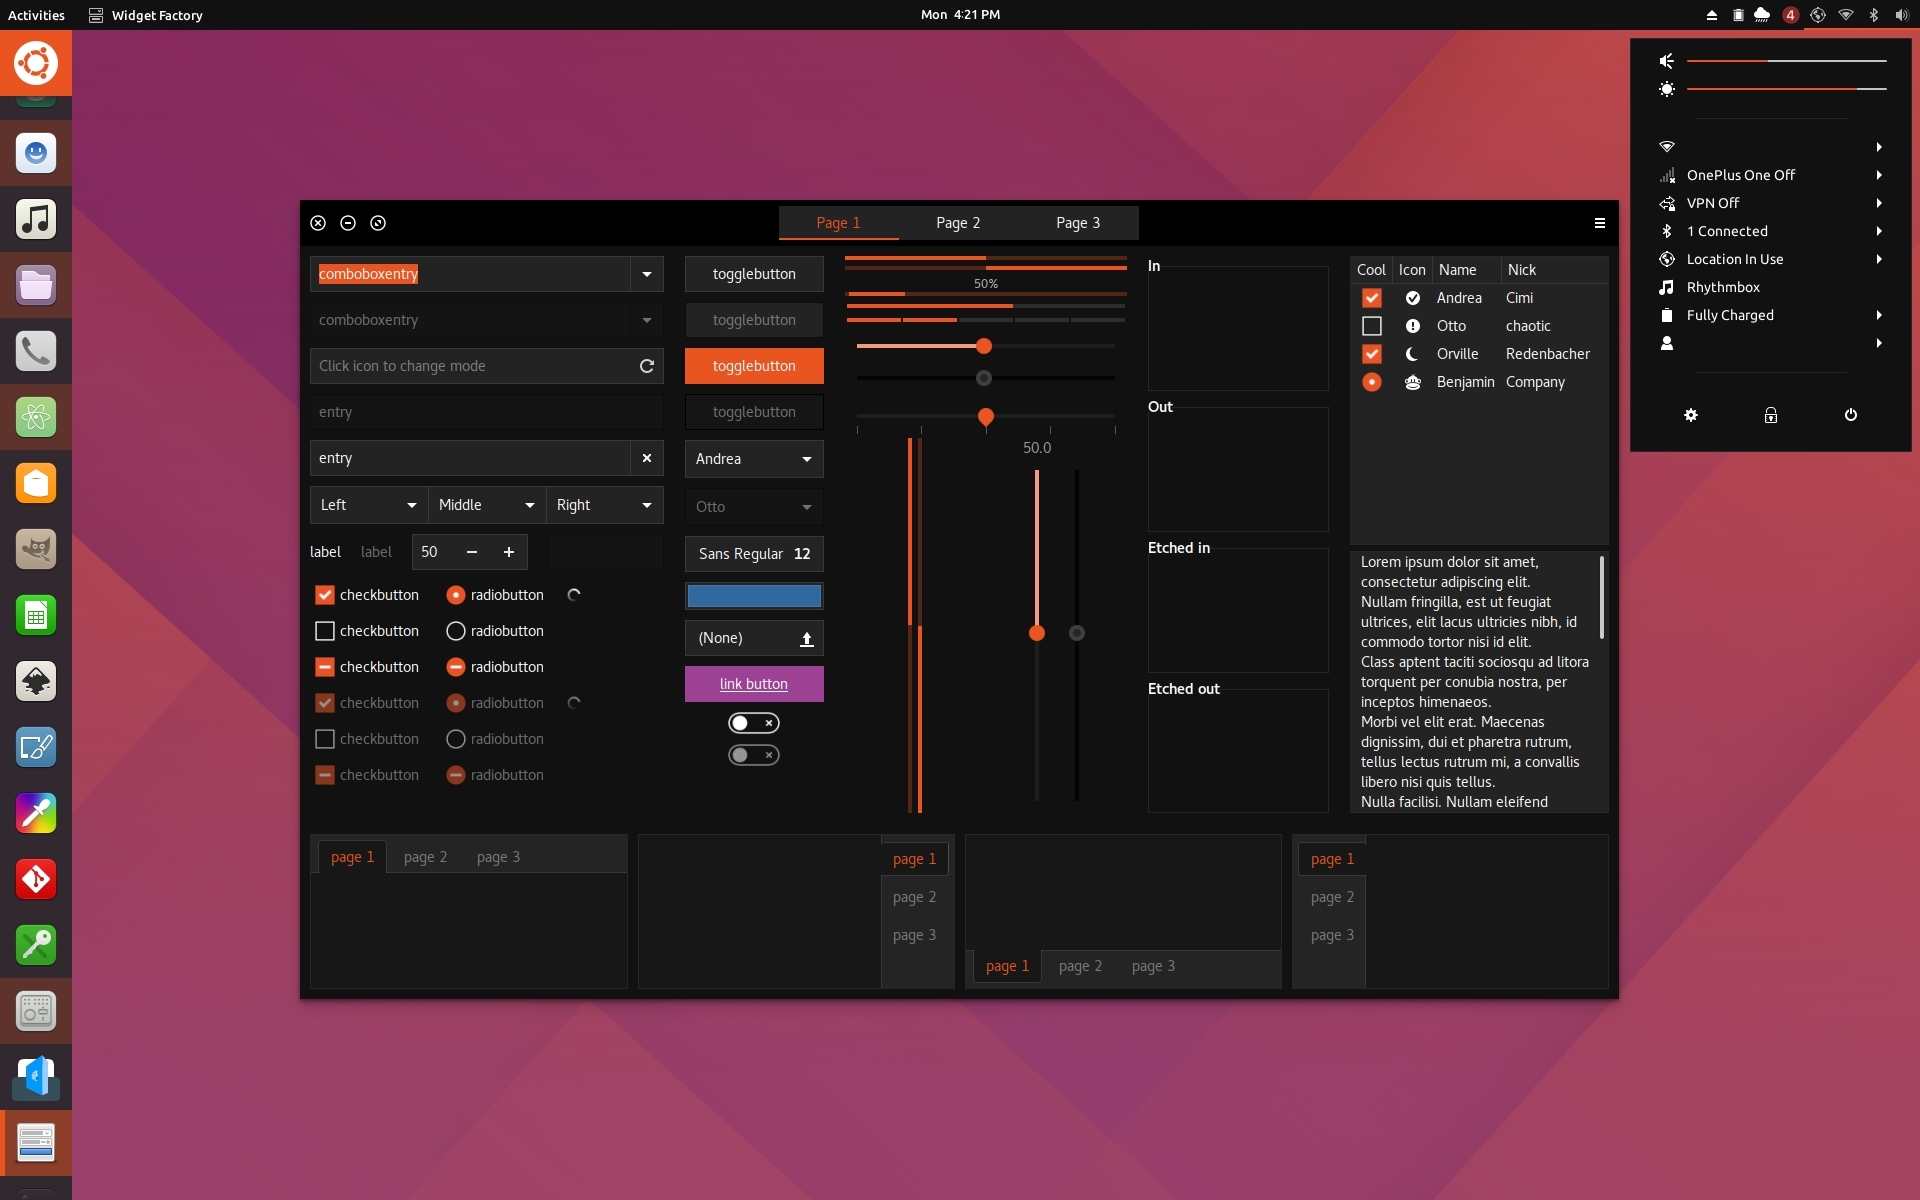 Activities
Widget Factory
Mon 4:21 PM
4
OnePlus One Off
VPN Off
1 Connected
Location In Use
Rhythmbox
Fully Charged
Page 1
Page 2
Page 3
comboboxentry
comboboxentry
Click icon to change mode
entry
entry
Left
Middle
Right
label
label
50
checkbutton
radiobutton
checkbutton
radiobutton
checkbutton
radiobutton
checkbutton
radiobutton
checkbutton
radiobutton
checkbutton
radiobutton
togglebutton
togglebutton
togglebutton
togglebutton
Andrea
Otto
Sans Regular 12
(None)
link button
50%
50.0
In
Out
Etched in
Etched out
Cool Icon Name Nick
Andrea Cimi
Otto chaotic
Orville Redenbacher
Benjamin Company
Lorem ipsum dolor sit amet,
consectetur adipiscing elit.
Nullam fringilla, est ut feugiat
ultrices, elit lacus ultricies nibh, id
commodo tortor nisi id elit.
Class aptent taciti sociosqu ad litora
torquent per conubia nostra, per
inceptos himenaeos.
Morbi vel elit erat. Maecenas
dignissim, dui et pharetra rutrum,
tellus lectus rutrum mi, a convallis
libero nisi quis tellus.
Nulla facilisi. Nullam eleifend
page 1
page 2
page 3
page 1
page 2
page 3
page 1
page 2
page 3
page 1
page 2
page 3